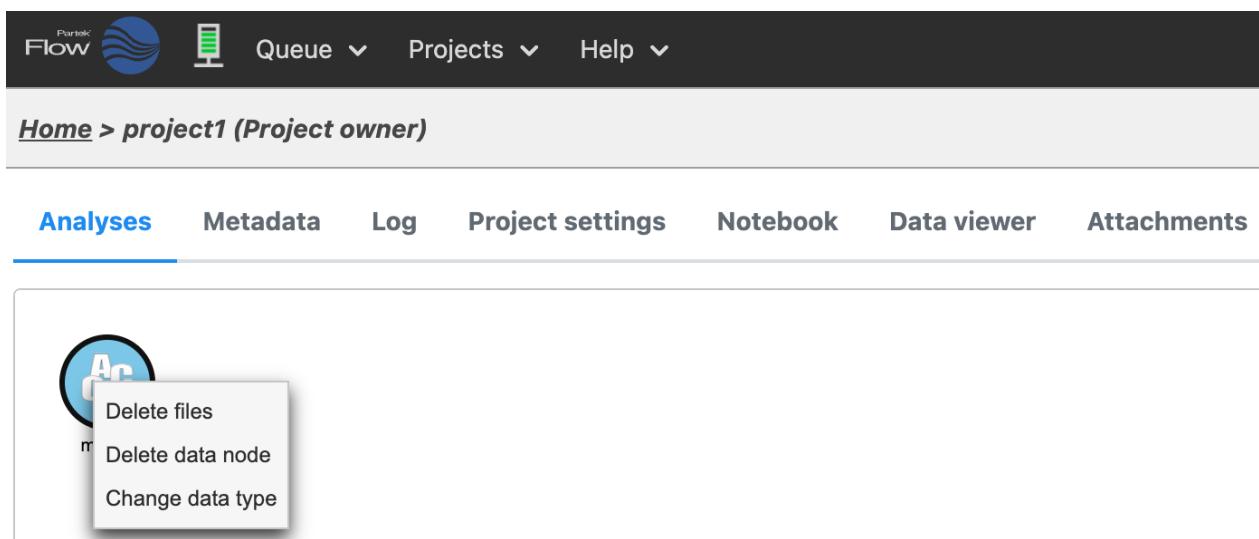 Partek
Flow
Queue Projects Help
Home > project1 (Project owner)
Analyses Metadata Log Project settings Notebook Data viewer Attachments
Delete files
Delete data node
Change data type